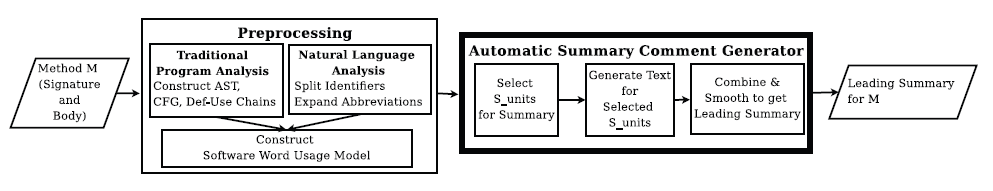 Method M
(Signature
and
Body)
Preprocessing
Traditional
Program Analysis
Construct AST,
CFG, Def-Use Chains
Natural Language
Analysis
Split Identifiers
Expand Abbreviations
Construct
Software Word Usage Model
Automatic Summary Comment Generator
Select
S_units
for Summary
Generate Text
for
Selected
S_units
Combine &
Smooth to get
Leading Summary
Leading Summary
for M